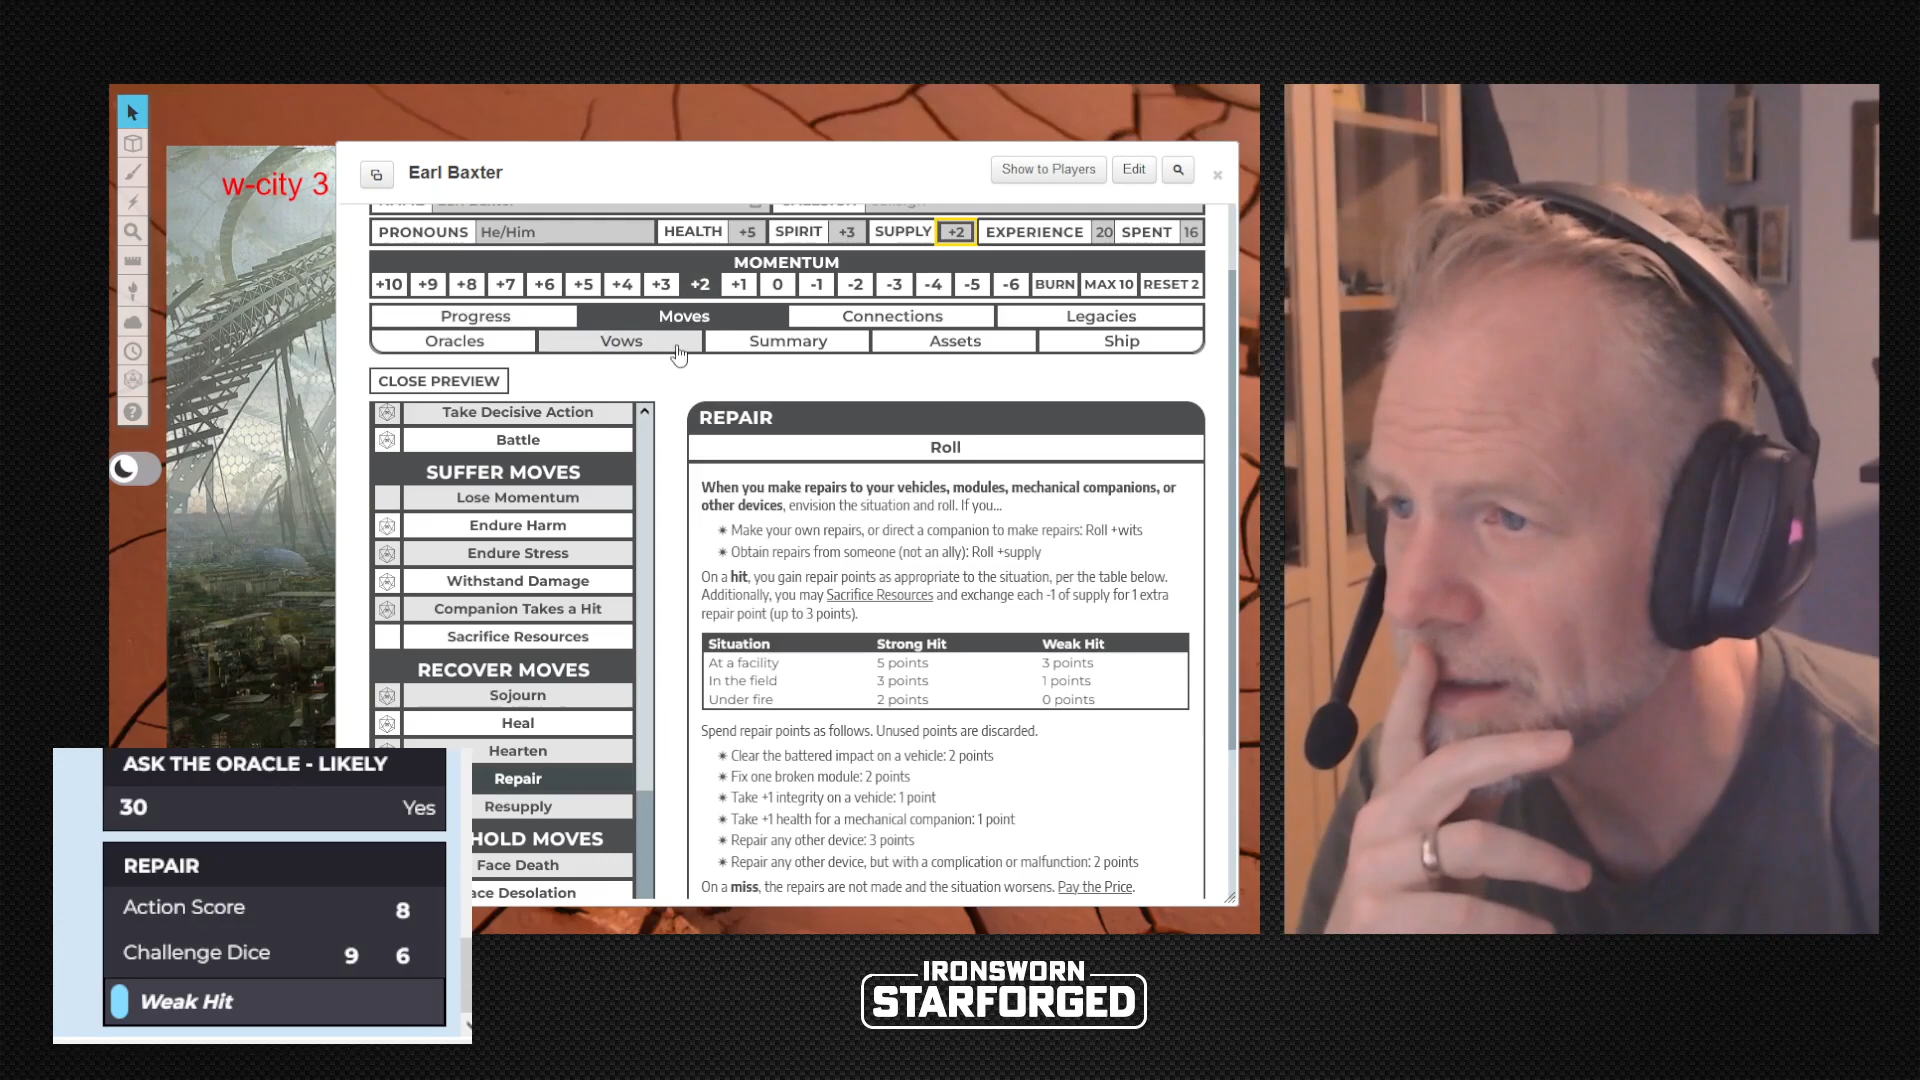 w-city 3
Earl Baxter
Show to Players
Edit
PRONOUNS He/Him HEALTH +5 SPIRIT +3 SUPPLY +2 EXPERIENCE 20 SPENT 16
MOMENTUM
+10 +9 +8 +7 +6 +5 +4 +3 +2 +1 0 -1 -2 -3 -4 -5 -6 BURN MAX 10 RESET 2
Progress Moves Connections Legacies
Oracles Vows Summary Assets Ship
CLOSE PREVIEW
Take Decisive Action
Battle
SUFFER MOVES
Lose Momentum
Endure Harm
Endure Stress
Withstand Damage
Companion Takes a Hit
Sacrifice Resources
RECOVER MOVES
Sojourn
Heal
Hearten
Repair
Resupply
HOLD MOVES
Face Death
ace Desolation
REPAIR
Roll
When you make repairs to your vehicles, modules, mechanical companions, or
other devices, envision the situation and roll. If you...
✴ Make your own repairs, or direct a companion to make repairs: Roll +wits
✴ Obtain repairs from someone (not an ally): Roll +supply
On a hit, you gain repair points as appropriate to the situation, per the table below.
Additionally, you may Sacrifice Resources and exchange each -1 of supply for 1 extra
repair point (up to 3 points).
Situation Strong Hit Weak Hit
At a facility 5 points 3 points
In the field 3 points 1 points
Under fire 2 points 0 points
Spend repair points as follows. Unused points are discarded.
✴ Clear the battered impact on a vehicle: 2 points
✴ Fix one broken module: 2 points
✴ Take +1 integrity on a vehicle: 1 point
✴ Take +1 health for a mechanical companion: 1 point
✴ Repair any other device: 3 points
✴ Repair any other device, but with a complication or malfunction: 2 points
On a miss, the repairs are not made and the situation worsens. Pay the Price.
ASK THE ORACLE - LIKELY
30 Yes
REPAIR
Action Score 8
Challenge Dice 9 6
Weak Hit
IRONSWORN
STARFORGED